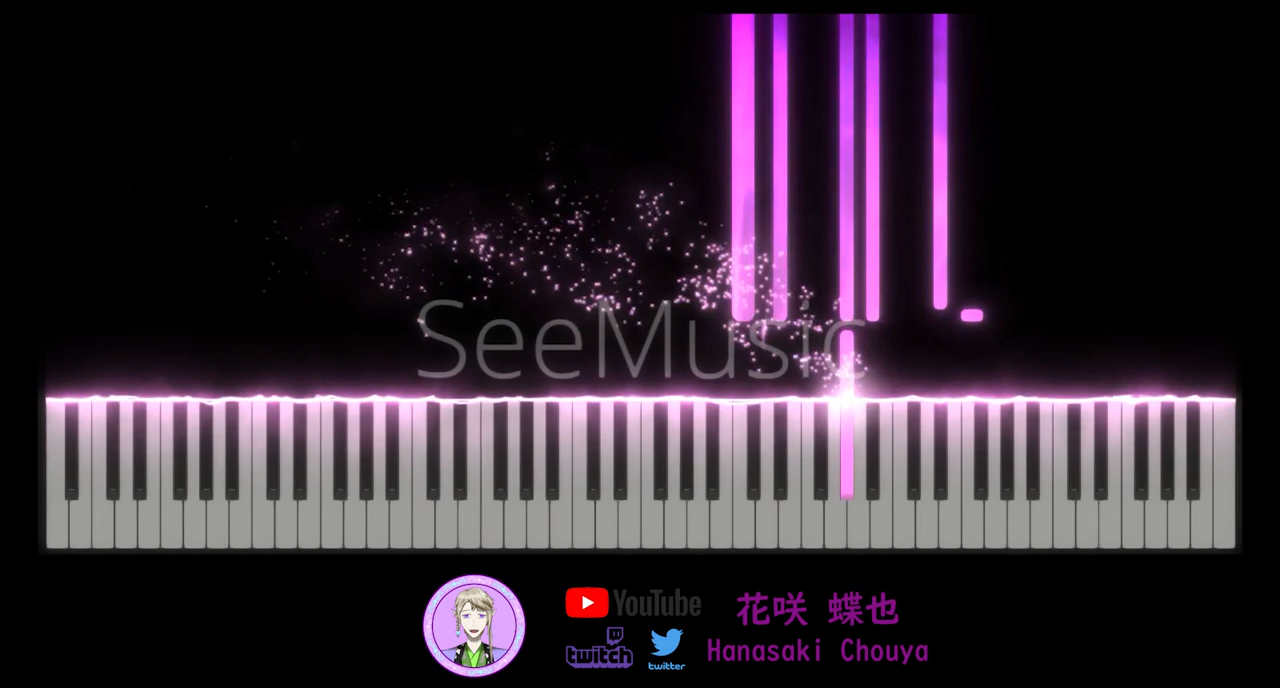 SeeMusic
YouTube
花咲 蝶也
twitch
twitter
Hanasaki Chouya